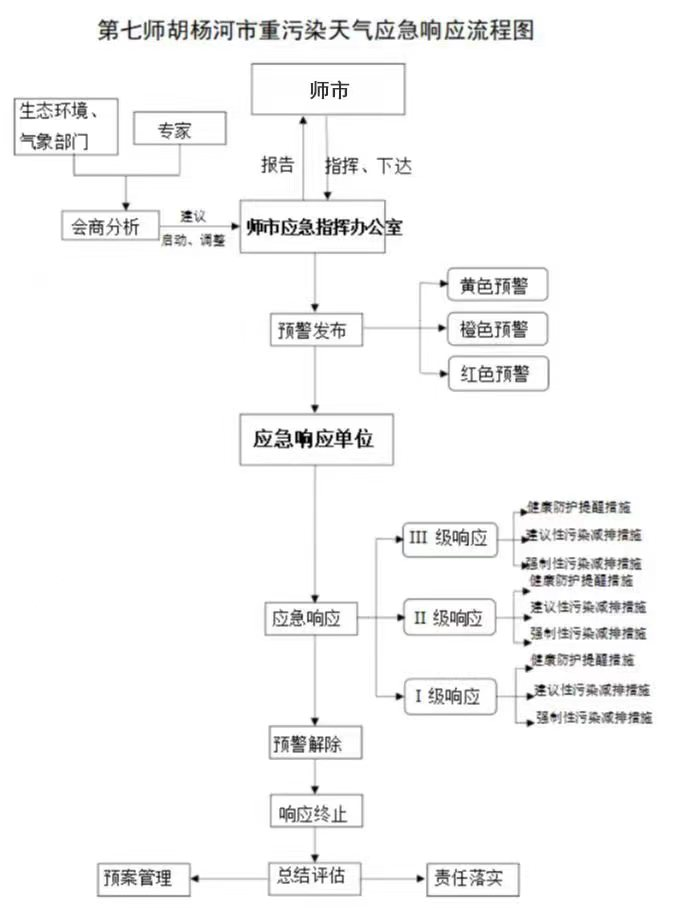 第七师胡杨河市重污染天气应急响应流程图
师市
生态环境、
气象部门
专家
报告
指挥、下达
会商分析
建议
启动、调整
师市应急指挥办公室
黄色预警
预警发布
橙色预警
红色预警
应急响应单位
III 级响应
健康防护提醒措施
建议性污染减排措施
强制性污染减排措施
应急响应
II 级响应
健康防护提醒措施
建议性污染减排措施
强制性污染减排措施
I 级响应
健康防护提醒措施
建议性污染减排措施
强制性污染减排措施
预警解除
响应终止
预案管理
总结评估
责任落实